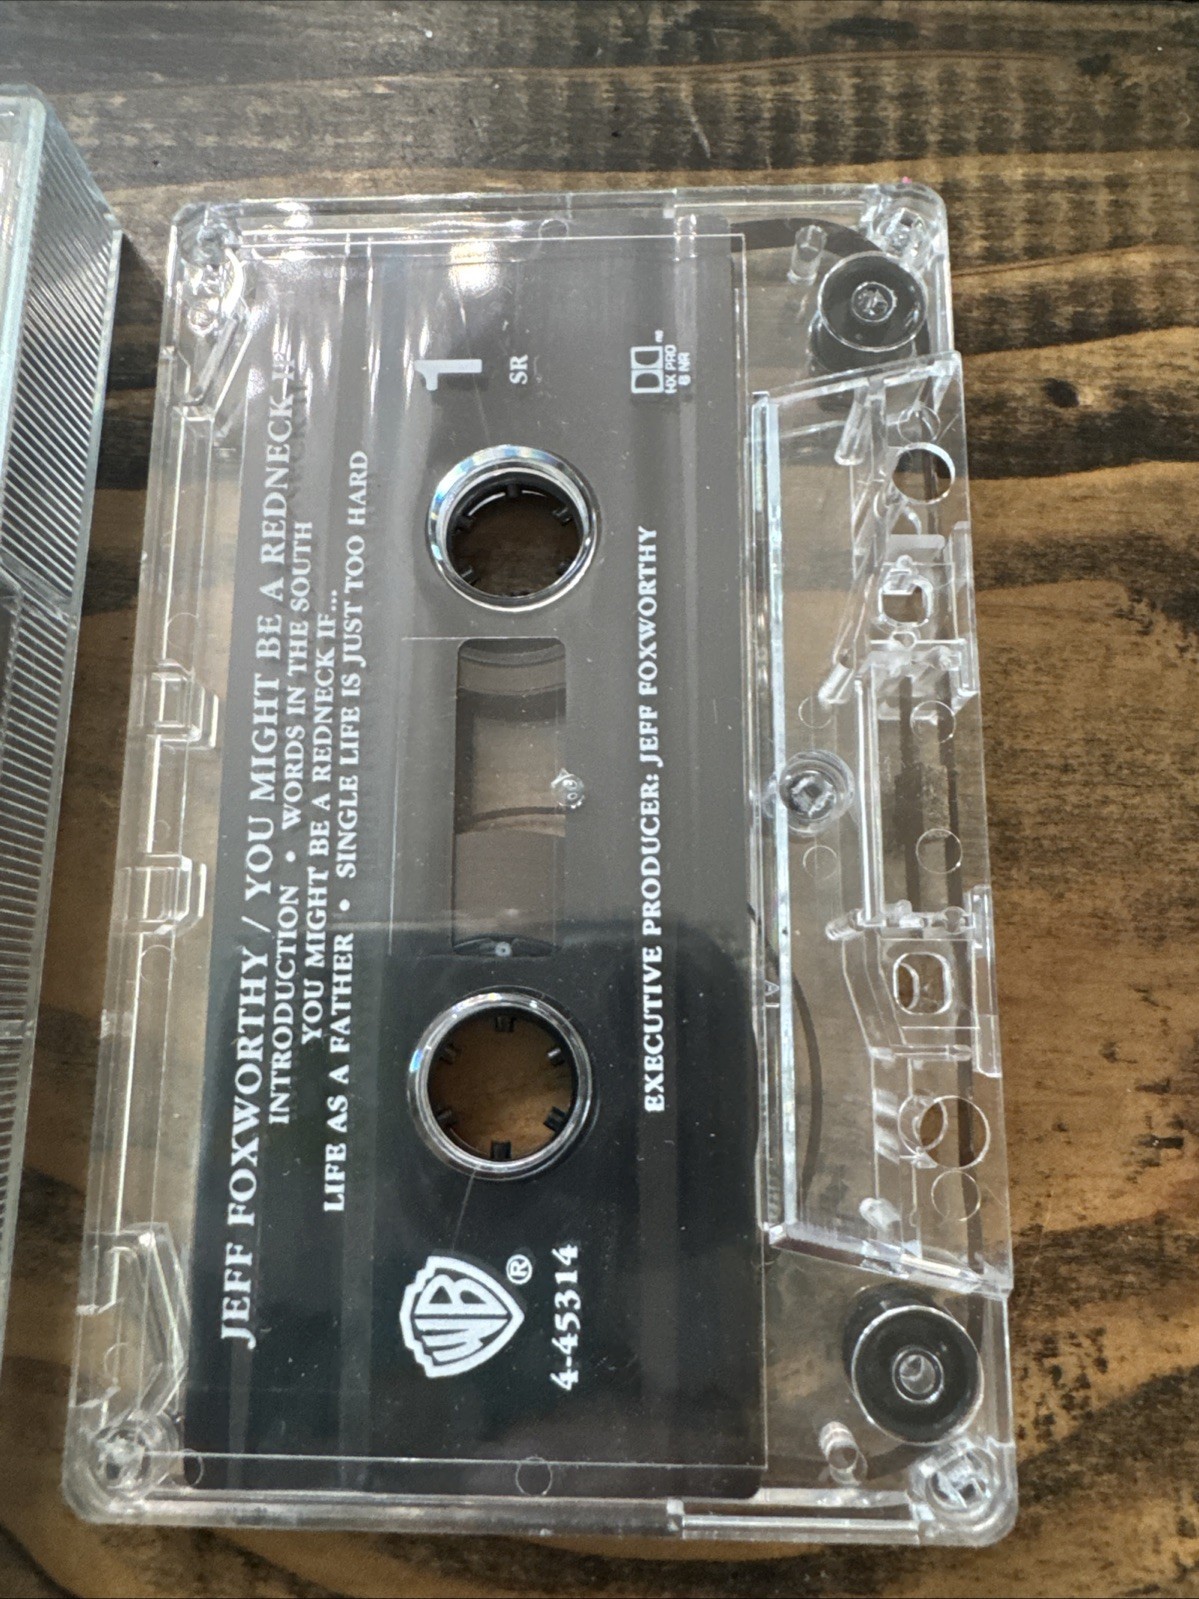 JEFF FOXWORTHY / YOU MIGHT BE A REDNECK IF
INTRODUCTION • WORDS IN THE SOUTH
YOU MIGHT BE A REDNECK IF...
LIFE AS A FATHER • SINGLE LIFE IS JUST TOO HARD
WB ®
4-45314
1
SR
EXECUTIVE PRODUCER: JEFF FOXWORTHY
HX PRO
B NR